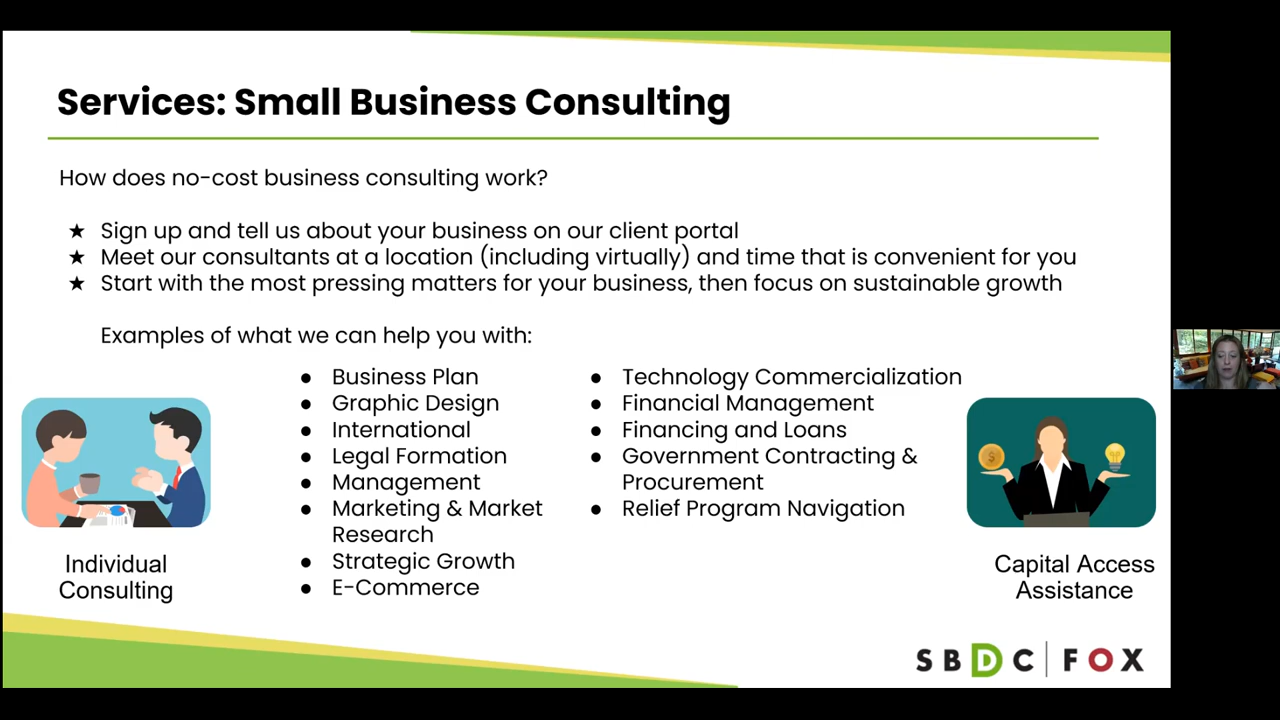 Services: Small Business Consulting
How does no-cost business consulting work?
★ Sign up and tell us about your business on our client portal
★ Meet our consultants at a location (including virtually) and time that is convenient for you
★ Start with the most pressing matters for your business, then focus on sustainable growth
Examples of what we can help you with:
● Business Plan
● Graphic Design
● International
● Legal Formation
● Management
● Marketing & Market
Research
● Strategic Growth
● E-Commerce
● Technology Commercialization
● Financial Management
● Financing and Loans
● Government Contracting &
Procurement
● Relief Program Navigation
Individual
Consulting
Capital Access
Assistance
SBDC | FOX